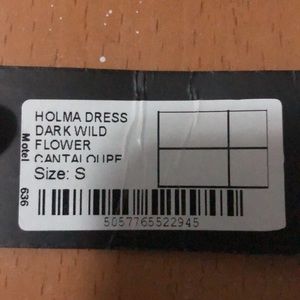 HOLMA DRESS
DARK WILD
FLOWER
CANTALOUPE
Size: S
5057765522945
Motel
636